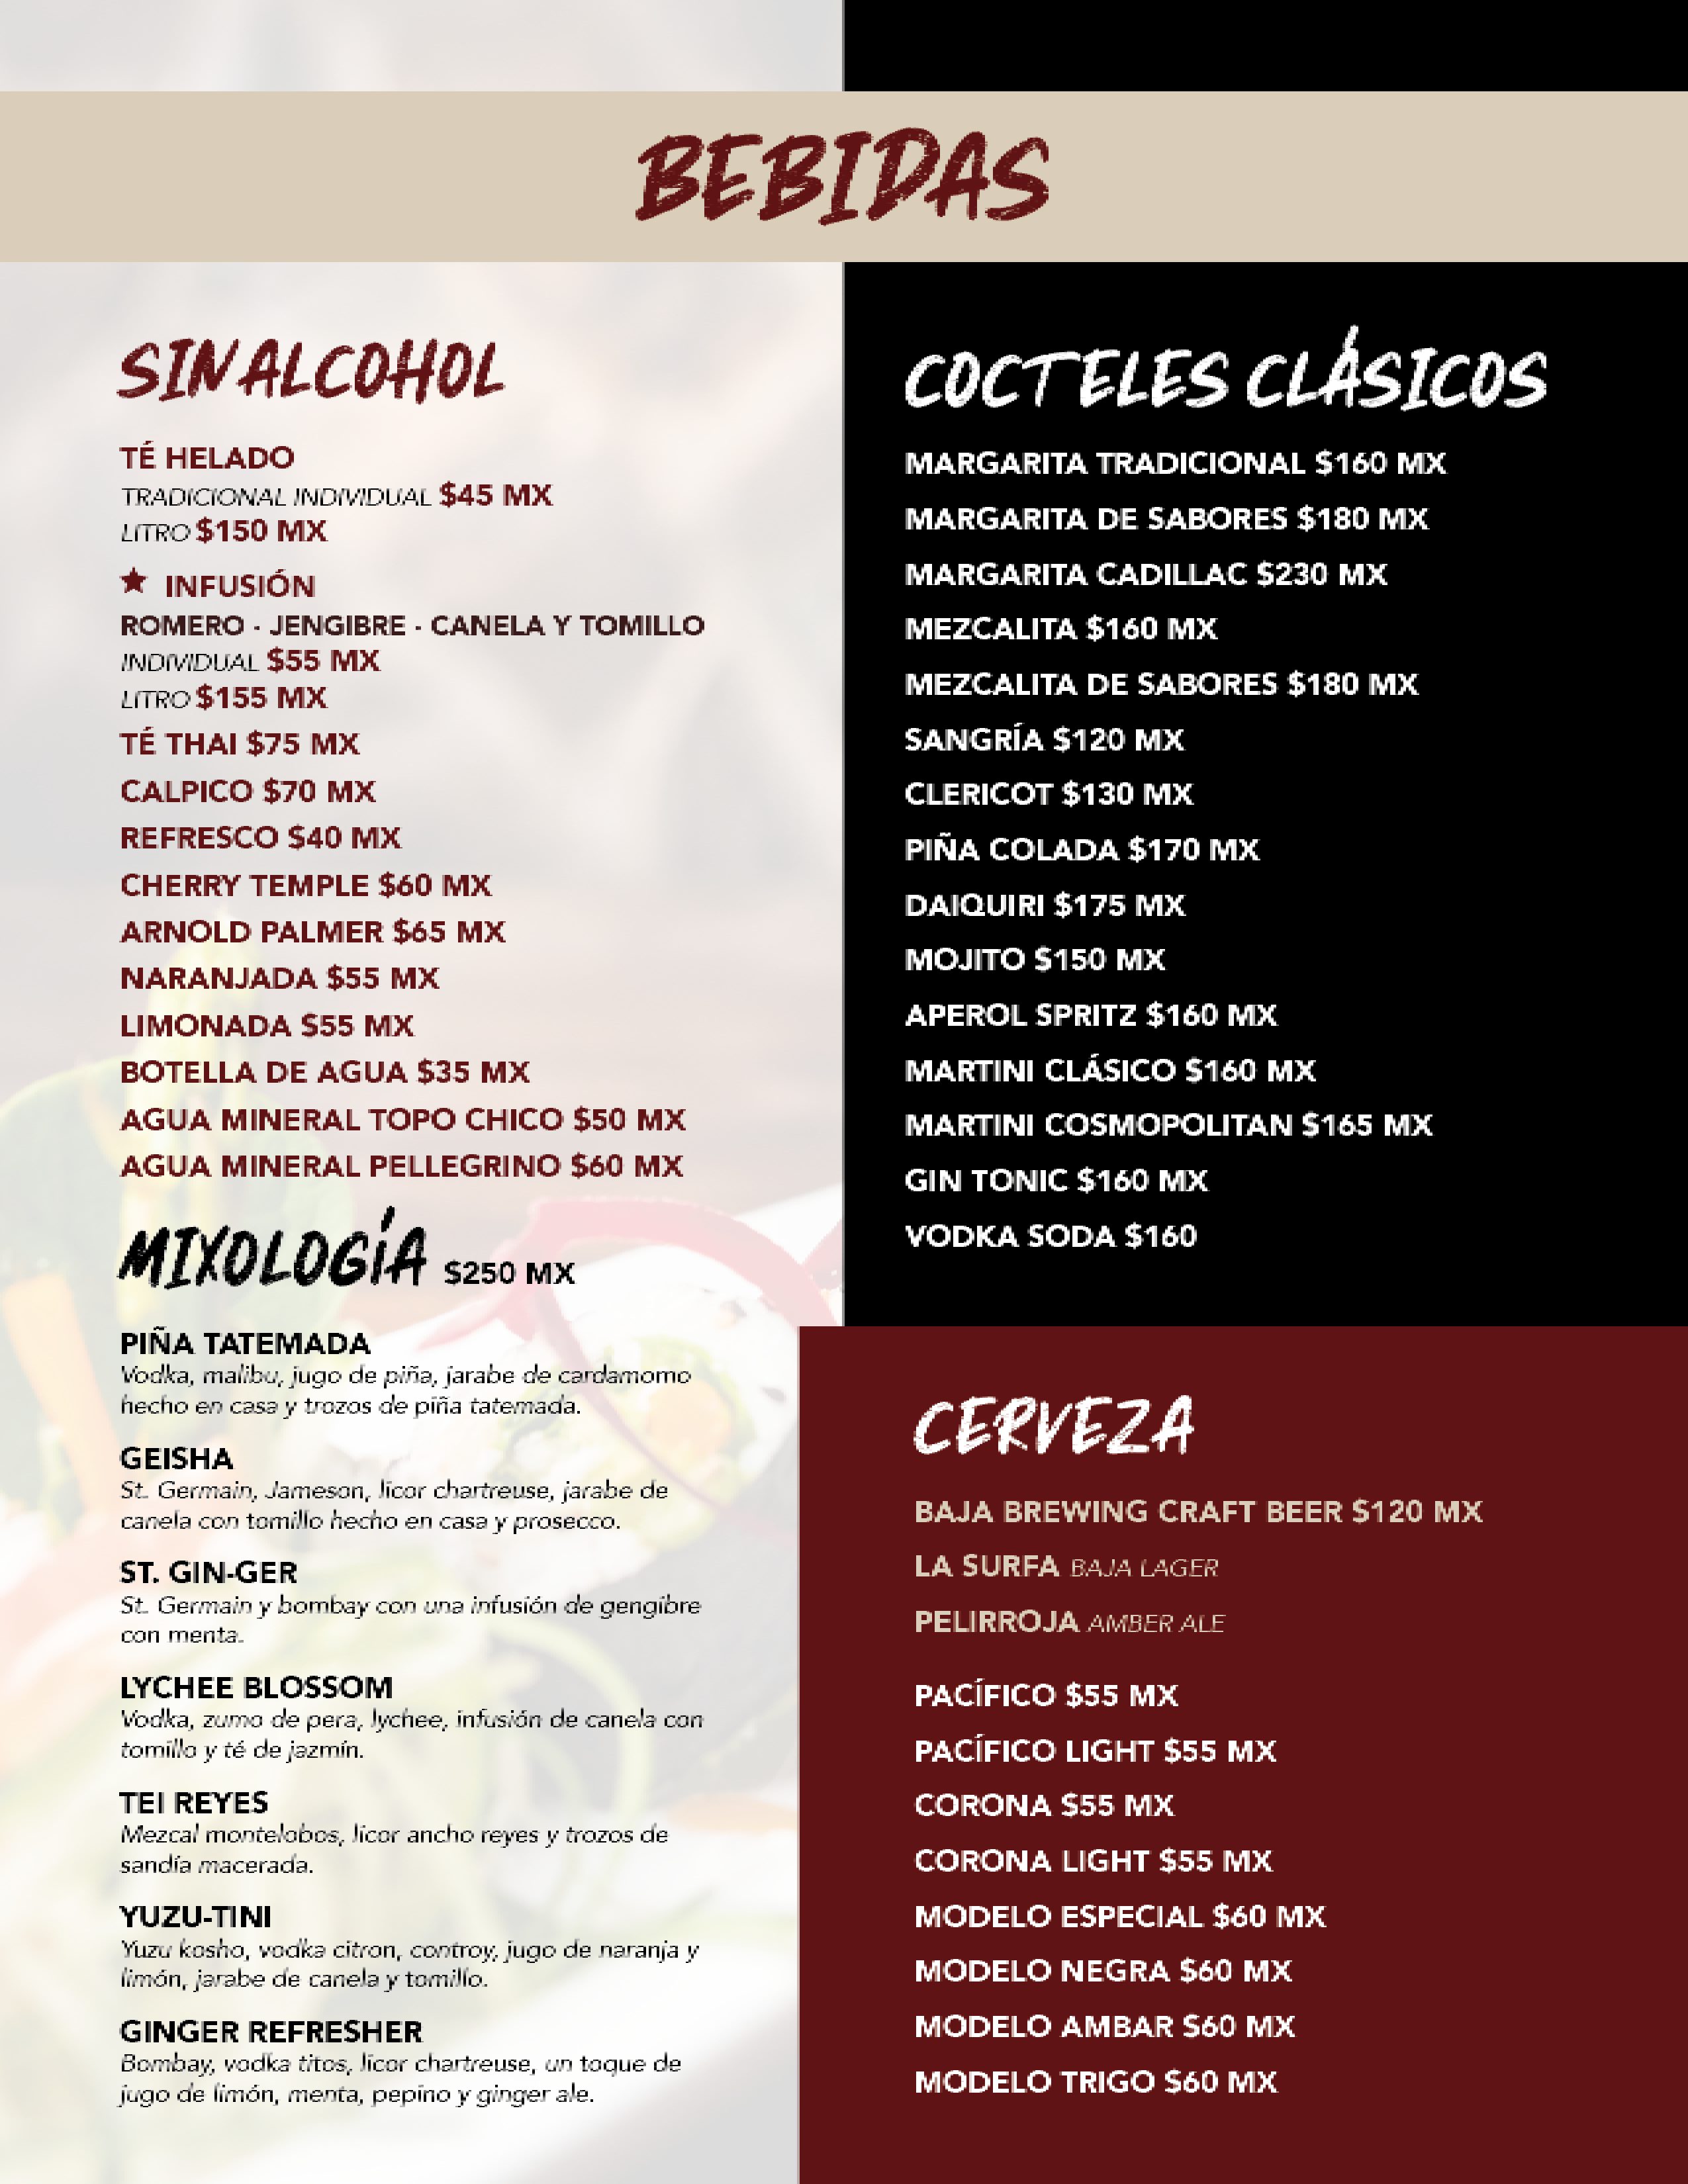 BEBIDAS
SIN ALCOHOL
TÉ HELADO
TRADICIONAL INDIVIDUAL $45 MX
LITRO $150 MX
★ INFUSIÓN
ROMERO - JENGIBRE - CANELA Y TOMILLO
INDIVIDUAL $55 MX
LITRO $155 MX
TÉ THAI $75 MX
CALPICO $70 MX
REFRESCO $40 MX
CHERRY TEMPLE $60 MX
ARNOLD PALMER $65 MX
NARANJADA $55 MX
LIMONADA $55 MX
BOTELLA DE AGUA $35 MX
AGUA MINERAL TOPO CHICO $50 MX
AGUA MINERAL PELLEGRINO $60 MX
MIXOLOGÍA $250 MX
PIÑA TATEMADA
Vodka, malibu, jugo de piña, jarabe de cardamomo
hecho en casa y trozos de piña tatemada.
GEISHA
St. Germain, Jameson, licor chartreuse, jarabe de
canela con tomillo hecho en casa y prosecco.
ST. GIN-GER
St. Germain y bombay con una infusión de gengibre
con menta.
LYCHEE BLOSSOM
Vodka, zumo de pera, lychee, infusión de canela con
tomillo y té de jazmín.
TEI REYES
Mezcal montelobos, licor ancho reyes y trozos de
sandía macerada.
YUZU-TINI
Yuzu kosho, vodka citron, controy, jugo de naranja y
limón, jarabe de canela y tomillo.
GINGER REFRESHER
Bombay, vodka titos, licor chartreuse, un toque de
jugo de limón, menta, pepino y ginger ale.
COCTELES CLÁSICOS
MARGARITA TRADICIONAL $160 MX
MARGARITA DE SABORES $180 MX
MARGARITA CADILLAC $230 MX
MEZCALITA $160 MX
MEZCALITA DE SABORES $180 MX
SANGRÍA $120 MX
CLERICOT $130 MX
PIÑA COLADA $170 MX
DAIQUIRI $175 MX
MOJITO $150 MX
APEROL SPRITZ $160 MX
MARTINI CLÁSICO $160 MX
MARTINI COSMOPOLITAN $165 MX
GIN TONIC $160 MX
VODKA SODA $160
CERVEZA
BAJA BREWING CRAFT BEER $120 MX
LA SURFA BAJA LAGER
PELIRROJA AMBER ALE
PACÍFICO $55 MX
PACÍFICO LIGHT $55 MX
CORONA $55 MX
CORONA LIGHT $55 MX
MODELO ESPECIAL $60 MX
MODELO NEGRA $60 MX
MODELO AMBAR $60 MX
MODELO TRIGO $60 MX